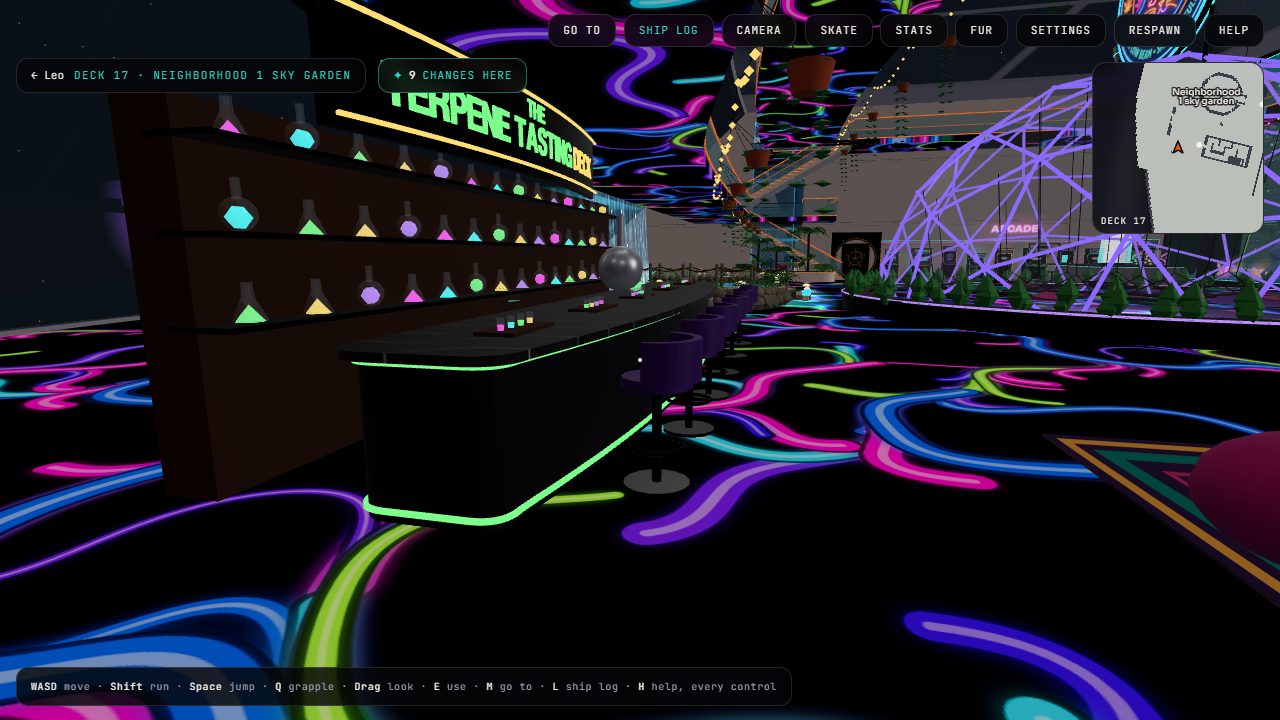 GO TO
SHIP LOG
CAMERA
SKATE
STATS
FUR
SETTINGS
RESPAWN
HELP
← Leo DECK 17 · NEIGHBORHOOD 1 SKY GARDEN
✦ 9 CHANGES HERE
Neighborhood
1 sky garden
DECK 17
THE
TERPENE TASTING DECK
WASD move · Shift run · Space jump · Q grapple · Drag look · E use · M go to · L ship log · H help, every control